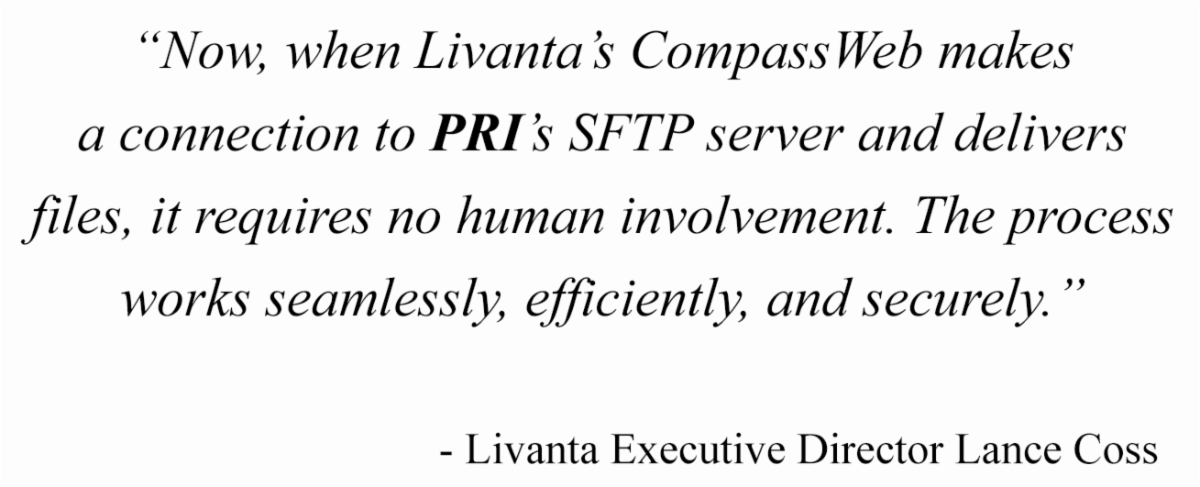 “Now, when Livanta’s CompassWeb makes
a connection to PRI’s SFTP server and delivers
files, it requires no human involvement. The process
works seamlessly, efficiently, and securely.”
- Livanta Executive Director Lance Coss